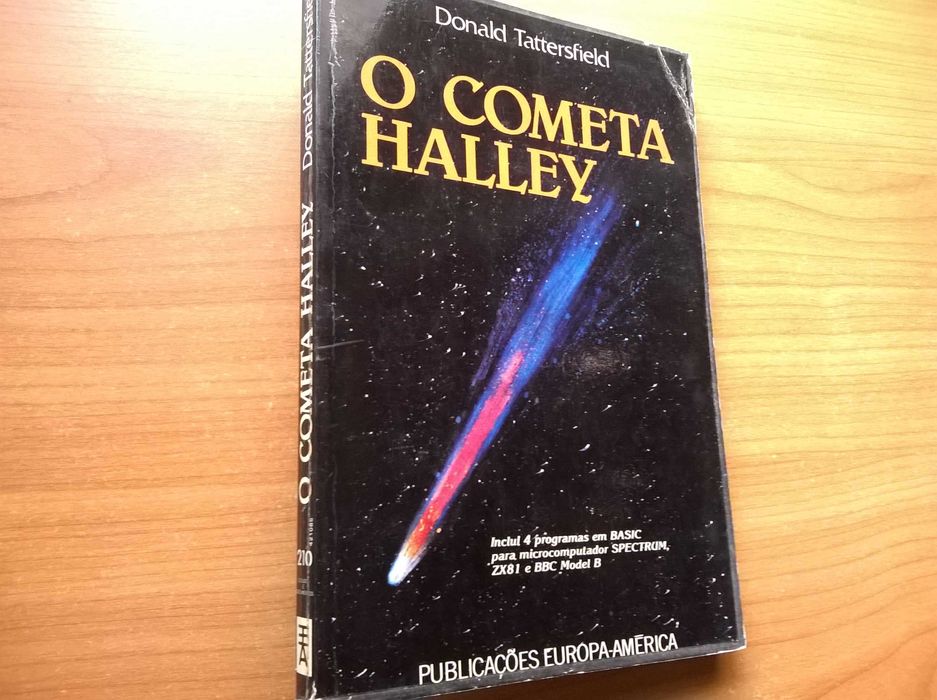 Donald Tattersfield
O COMETA
HALLEY
Inclui 4 programas em BASIC
para microcomputador SPECTRUM,
ZX81 e BBC Model B
PUBLICAÇÕES EUROPA-AMÉRICA
O COMETA HALLEY Donald Tattersfie
210